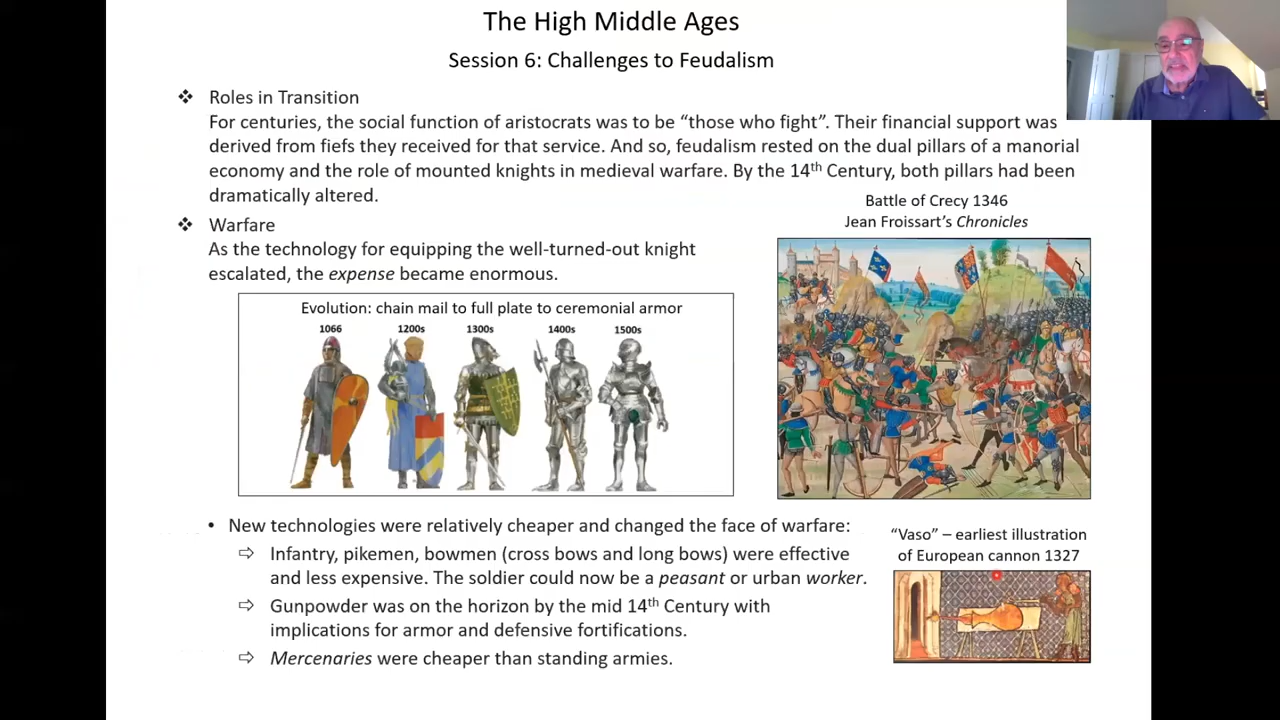 The High Middle Ages
Session 6: Challenges to Feudalism
❖ Roles in Transition
For centuries, the social function of aristocrats was to be “those who fight”. Their financial support was
derived from fiefs they received for that service. And so, feudalism rested on the dual pillars of a manorial
economy and the role of mounted knights in medieval warfare. By the 14th Century, both pillars had been
dramatically altered.
Battle of Crecy 1346
Jean Froissart’s Chronicles
❖ Warfare
As the technology for equipping the well-turned-out knight
escalated, the expense became enormous.
Evolution: chain mail to full plate to ceremonial armor
1066 1200s 1300s 1400s 1500s
• New technologies were relatively cheaper and changed the face of warfare:
⇨ Infantry, pikemen, bowmen (cross bows and long bows) were effective
and less expensive. The soldier could now be a peasant or urban worker.
⇨ Gunpowder was on the horizon by the mid 14th Century with
implications for armor and defensive fortifications.
⇨ Mercenaries were cheaper than standing armies.
“Vaso” – earliest illustration
of European cannon 1327